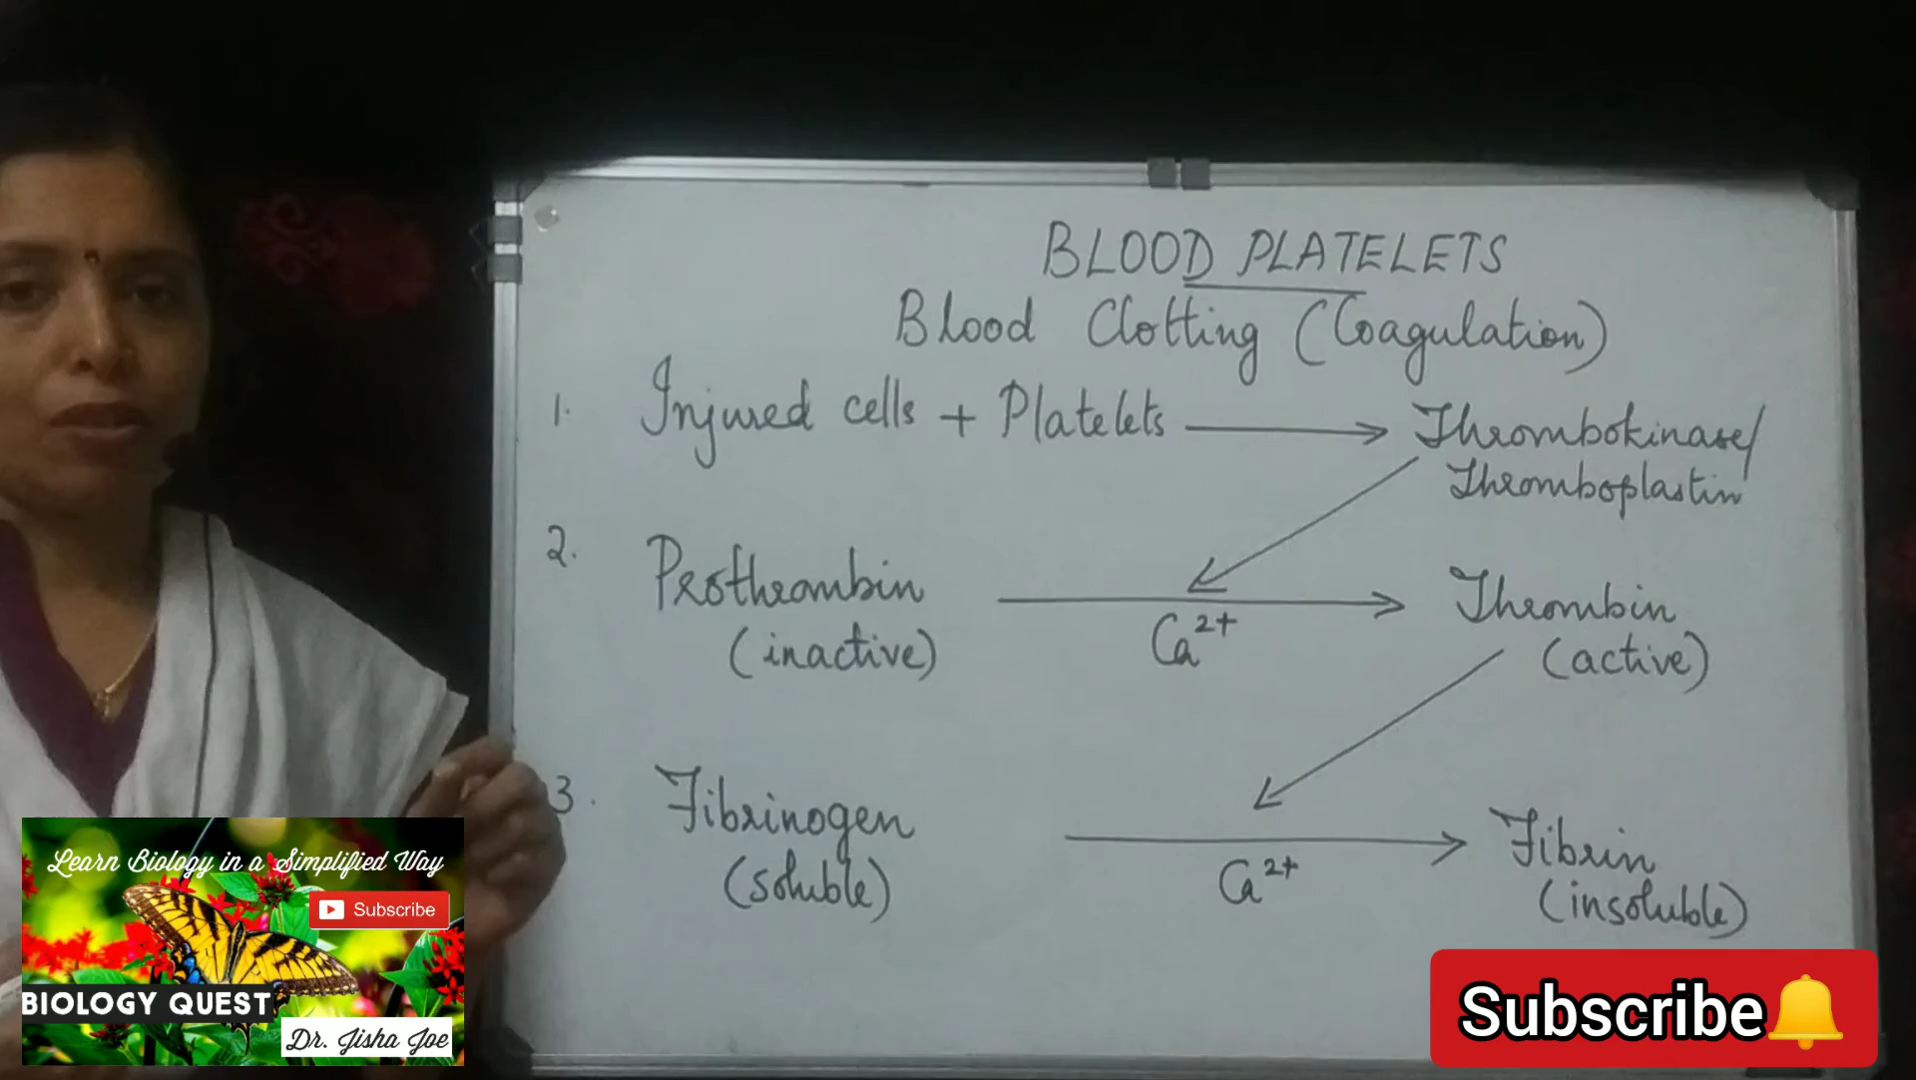 BLOOD PLATELETS
Blood Clotting (Coagulation)
1. Injured cells + Platelets → Thrombokinase/
Thromboplastin
2. Prothrombin → Thrombin
(inactive) Ca²⁺ (active)
3. Fibrinogen → Fibrin
(soluble) Ca²⁺ (insoluble)
Learn Biology in a Simplified Way
Subscribe
BIOLOGY QUEST
Dr. Jisha Joe
Subscribe